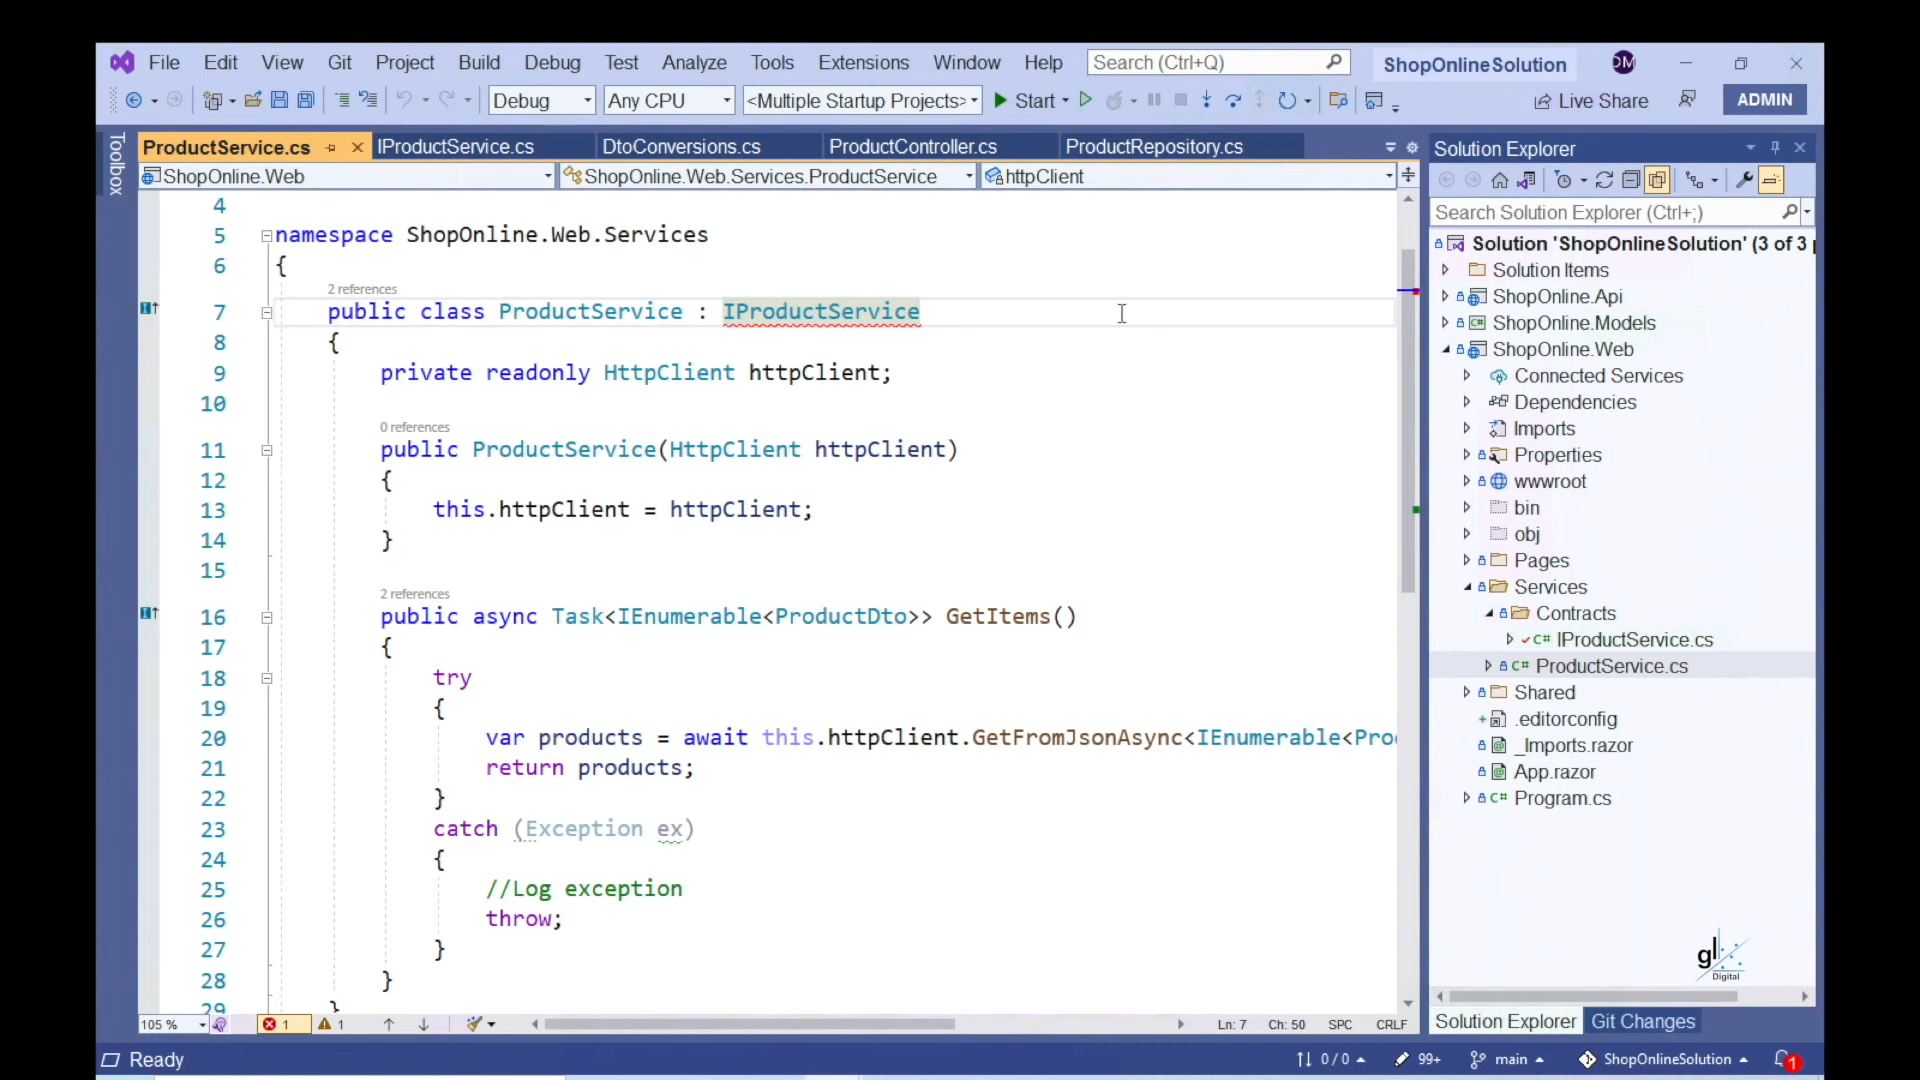 File Edit View Git Project Build Debug Test Analyze Tools Extensions Window Help Search (Ctrl+Q) ShopOnlineSolution DM
Debug Any CPU <Multiple Startup Projects> Start Live Share ADMIN
Toolbox
ProductService.cs IProductService.cs DtoConversions.cs ProductController.cs ProductRepository.cs
ShopOnline.Web ShopOnline.Web.Services.ProductService httpClient
4
5 namespace ShopOnline.Web.Services
6 {
2 references
7 public class ProductService : IProductService
8 {
9 private readonly HttpClient httpClient;
10
0 references
11 public ProductService(HttpClient httpClient)
12 {
13 this.httpClient = httpClient;
14 }
15
2 references
16 public async Task<IEnumerable<ProductDto>> GetItems()
17 {
18 try
19 {
20 var products = await this.httpClient.GetFromJsonAsync<IEnumerable<Pro
21 return products;
22 }
23 catch (Exception ex)
24 {
25 //Log exception
26 throw;
27 }
28 }
29 }
105 % 1 1 Ln: 7 Ch: 50 SPC CRLF
Solution Explorer
Search Solution Explorer (Ctrl+;)
Solution 'ShopOnlineSolution' (3 of 3
Solution Items
ShopOnline.Api
ShopOnline.Models
ShopOnline.Web
Connected Services
Dependencies
Imports
Properties
wwwroot
bin
obj
Pages
Services
Contracts
C# IProductService.cs
C# ProductService.cs
Shared
.editorconfig
_Imports.razor
App.razor
C# Program.cs
gl
Digital
Solution Explorer Git Changes
Ready 0 / 0 99+ main ShopOnlineSolution 1